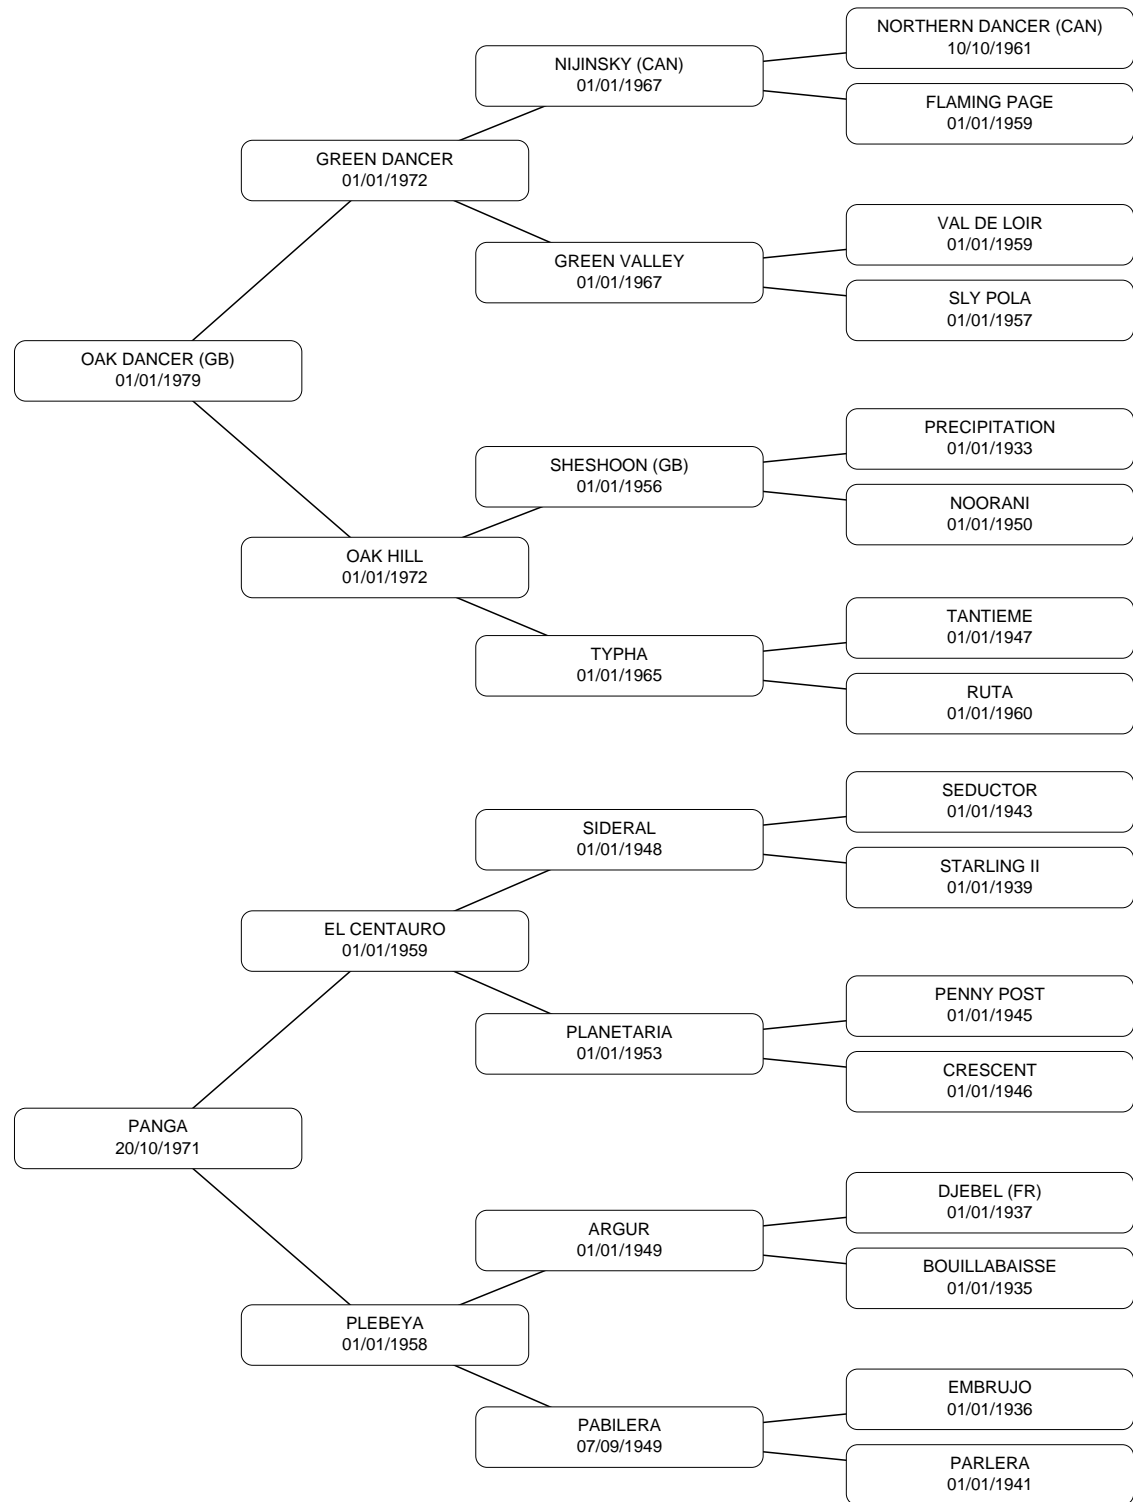 NORTHERN DANCER (CAN)
10/10/1961
NIJINSKY (CAN)
01/01/1967
FLAMING PAGE
01/01/1959
GREEN DANCER
01/01/1972
VAL DE LOIR
01/01/1959
GREEN VALLEY
01/01/1967
SLY POLA
01/01/1957
OAK DANCER (GB)
01/01/1979
PRECIPITATION
01/01/1933
SHESHOON (GB)
01/01/1956
NOORANI
01/01/1950
OAK HILL
01/01/1972
TANTIEME
01/01/1947
TYPHA
01/01/1965
RUTA
01/01/1960
SEDUCTOR
01/01/1943
SIDERAL
01/01/1948
STARLING II
01/01/1939
EL CENTAURO
01/01/1959
PENNY POST
01/01/1945
PLANETARIA
01/01/1953
CRESCENT
01/01/1946
PANGA
20/10/1971
DJEBEL (FR)
01/01/1937
ARGUR
01/01/1949
BOUILLABAISSE
01/01/1935
PLEBEYA
01/01/1958
EMBRUJO
01/01/1936
PABILERA
07/09/1949
PARLERA
01/01/1941